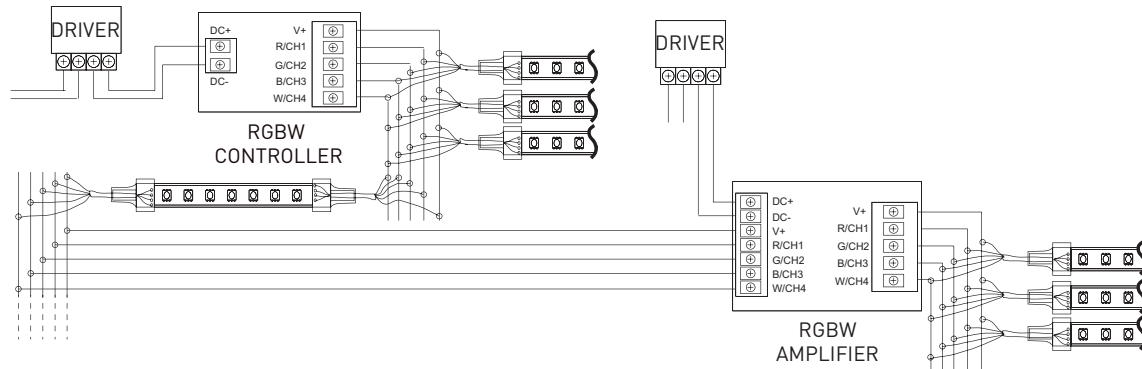 DRIVER
DC+
DC-
V+
R/CH1
G/CH2
B/CH3
W/CH4
RGBW
CONTROLLER
DRIVER
DC+
DC-
V+
R/CH1
G/CH2
B/CH3
W/CH4
V+
R/CH1
G/CH2
B/CH3
W/CH4
RGBW
AMPLIFIER